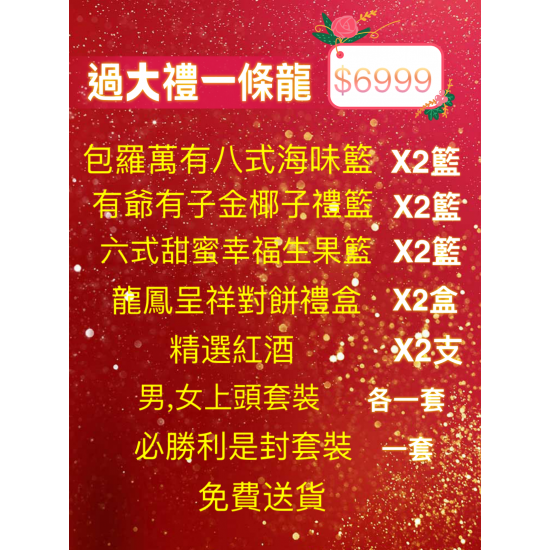 過大禮一條龍 $6999
包羅萬有八式海味籃 X2籃
有爺有子金椰子禮籃 X2籃
六式甜蜜幸福生果籃 X2籃
龍鳳呈祥對餅禮盒 X2盒
精選紅酒 X2支
男,女上頭套裝 各一套
必勝利是封套裝 一套
免費送貨